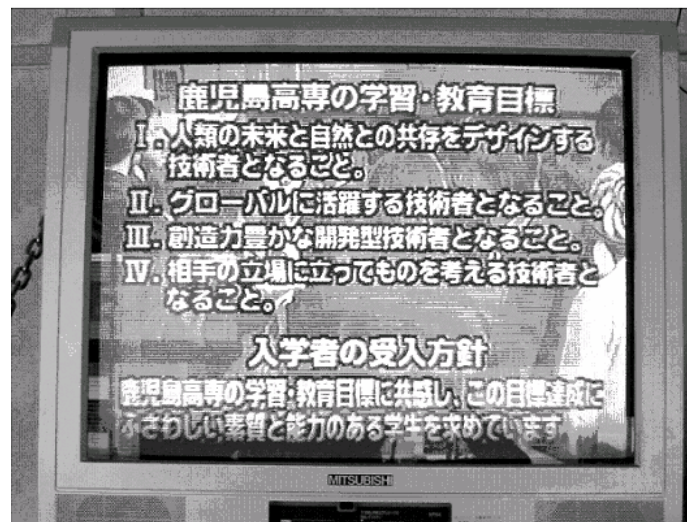 鹿児島高専の学習・教育目標
Ⅰ.人類の未来と自然との共存をデザインする
技術者となること。
Ⅱ.グローバルに活躍する技術者となること。
Ⅲ.創造力豊かな開発型技術者となること。
Ⅳ.相手の立場に立ってものを考える技術者と
なること。
入学者の受入方針
鹿児島高専の学習・教育目標に共感し、この目標達成に
ふさわしい素質と能力のある学生を求めています
MITSUBISHI